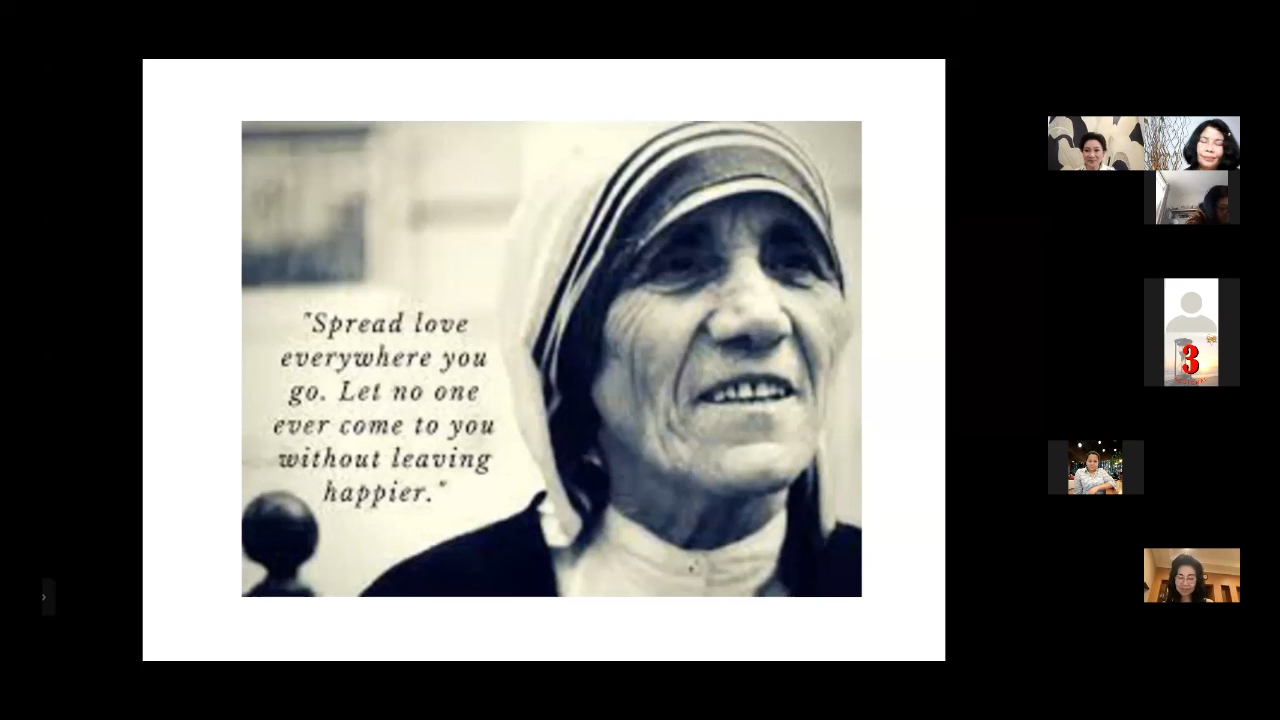 "Spread love
everywhere you
go. Let no one
ever come to you
without leaving
happier."
3